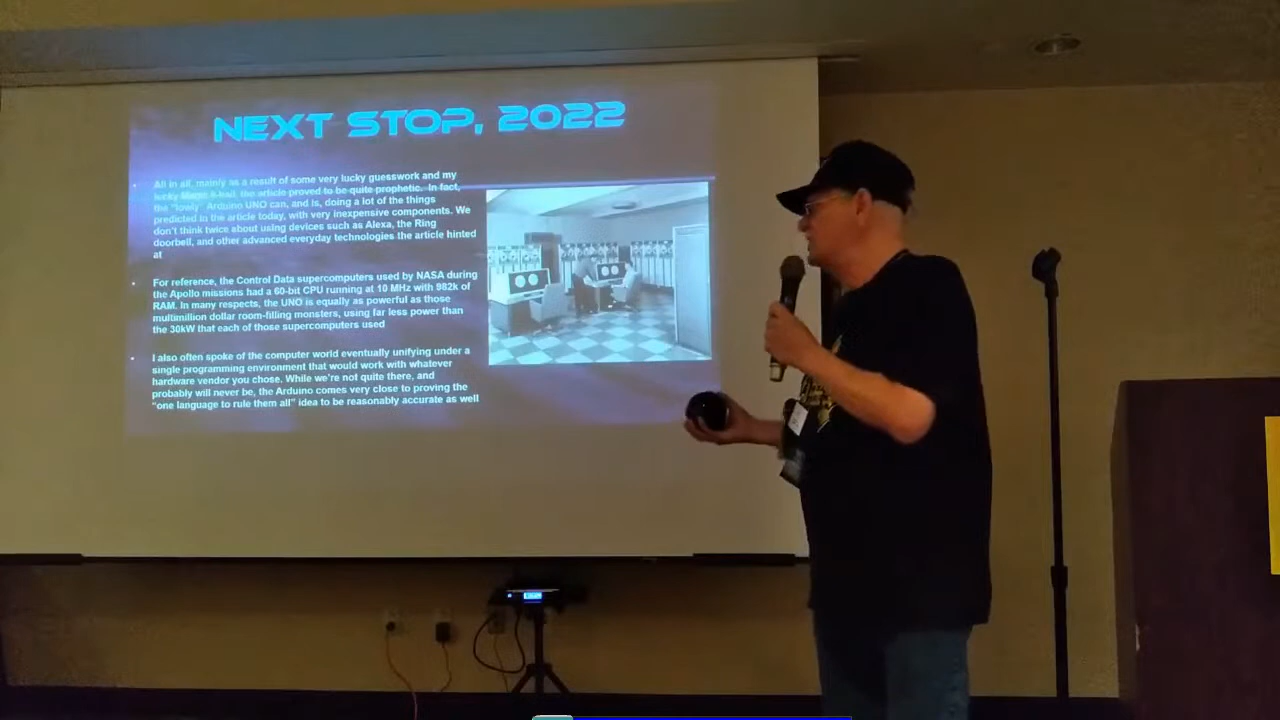 NEXT STOP, 2022
All in all, mainly as a result of some very lucky guesswork and my
lucky Magic 8-ball, the article proved to be quite prophetic. In fact,
the "lowly" Arduino UNO can, and is, doing a lot of the things
predicted in the article today, with very inexpensive components. We
don't think twice about using devices such as Alexa, the Ring
doorbell, and other advanced everyday technologies the article hinted
at
For reference, the Control Data supercomputers used by NASA during
the Apollo missions had a 60-bit CPU running at 10 MHz with 982k of
RAM. In many respects, the UNO is equally as powerful as those
multimillion dollar room-filling monsters, using far less power than
the 30kW that each of those supercomputers used
I also often spoke of the computer world eventually unifying under a
single programming environment that would work with whatever
hardware vendor you chose. While we're not quite there, and
probably will never be, the Arduino comes very close to proving the
"one language to rule them all" idea to be reasonably accurate as well